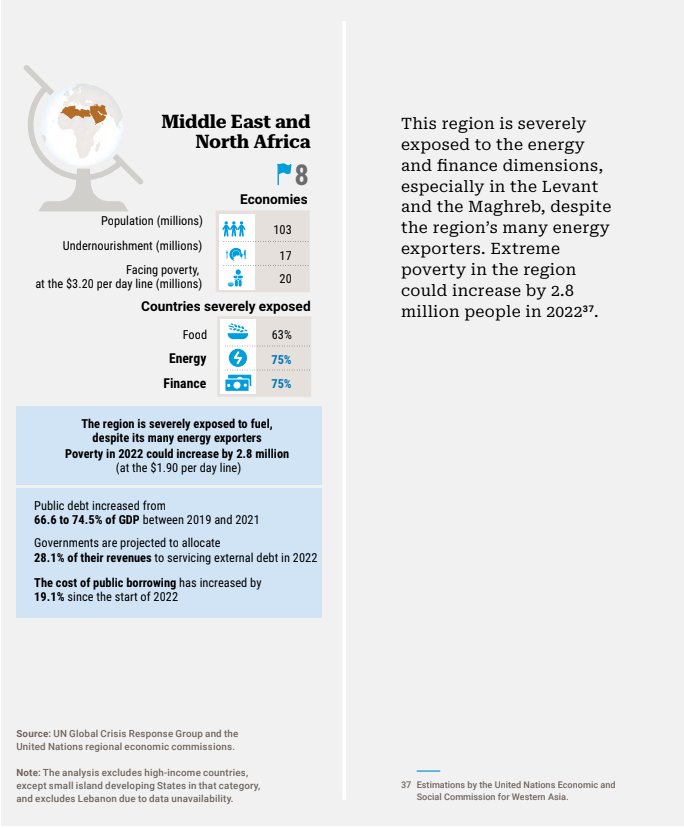 Middle East and
North Africa
8
Economies
Population (millions) 103
Undernourishment (millions) 17
Facing poverty,
at the $3.20 per day line (millions) 20
Countries severely exposed
Food 63%
Energy 75%
Finance 75%
The region is severely exposed to fuel,
despite its many energy exporters
Poverty in 2022 could increase by 2.8 million
(at the $1.90 per day line)
Public debt increased from
66.6 to 74.5% of GDP between 2019 and 2021
Governments are projected to allocate
28.1% of their revenues to servicing external debt in 2022
The cost of public borrowing has increased by
19.1% since the start of 2022
Source: UN Global Crisis Response Group and the
United Nations regional economic commissions.
Note: The analysis excludes high-income countries,
except small island developing States in that category,
and excludes Lebanon due to data unavailability.
This region is severely
exposed to the energy
and finance dimensions,
especially in the Levant
and the Maghreb, despite
the region’s many energy
exporters. Extreme
poverty in the region
could increase by 2.8
million people in 2022³⁷.
37 Estimations by the United Nations Economic and
Social Commission for Western Asia.